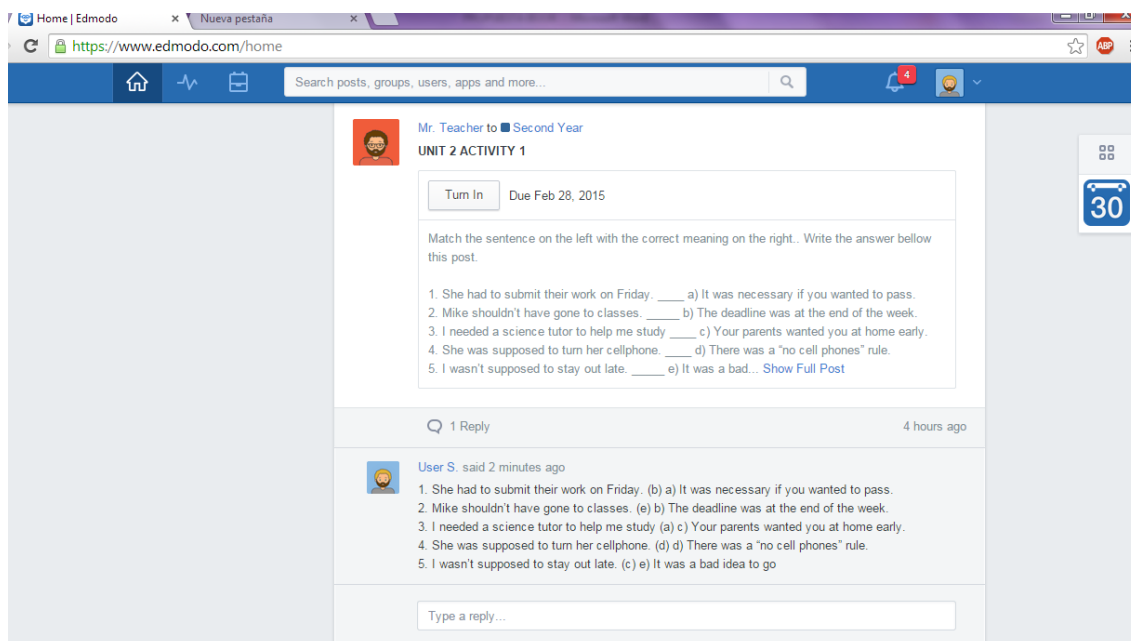 Home | Edmodo
Nueva pestaña
https://www.edmodo.com/home
ABP
Search posts, groups, users, apps and more...
4
Mr. Teacher to Second Year
UNIT 2 ACTIVITY 1
30
Turn In Due Feb 28, 2015
Match the sentence on the left with the correct meaning on the right.. Write the answer bellow
this post.
1. She had to submit their work on Friday. ____ a) It was necessary if you wanted to pass.
2. Mike shouldn't have gone to classes. _____ b) The deadline was at the end of the week.
3. I needed a science tutor to help me study ____ c) Your parents wanted you at home early.
4. She was supposed to turn her cellphone. ____ d) There was a “no cell phones” rule.
5. I wasn't supposed to stay out late. _____ e) It was a bad... Show Full Post
1 Reply 4 hours ago
User S. said 2 minutes ago
1. She had to submit their work on Friday. (b) a) It was necessary if you wanted to pass.
2. Mike shouldn't have gone to classes. (e) b) The deadline was at the end of the week.
3. I needed a science tutor to help me study (a) c) Your parents wanted you at home early.
4. She was supposed to turn her cellphone. (d) d) There was a “no cell phones” rule.
5. I wasn't supposed to stay out late. (c) e) It was a bad idea to go
Type a reply...